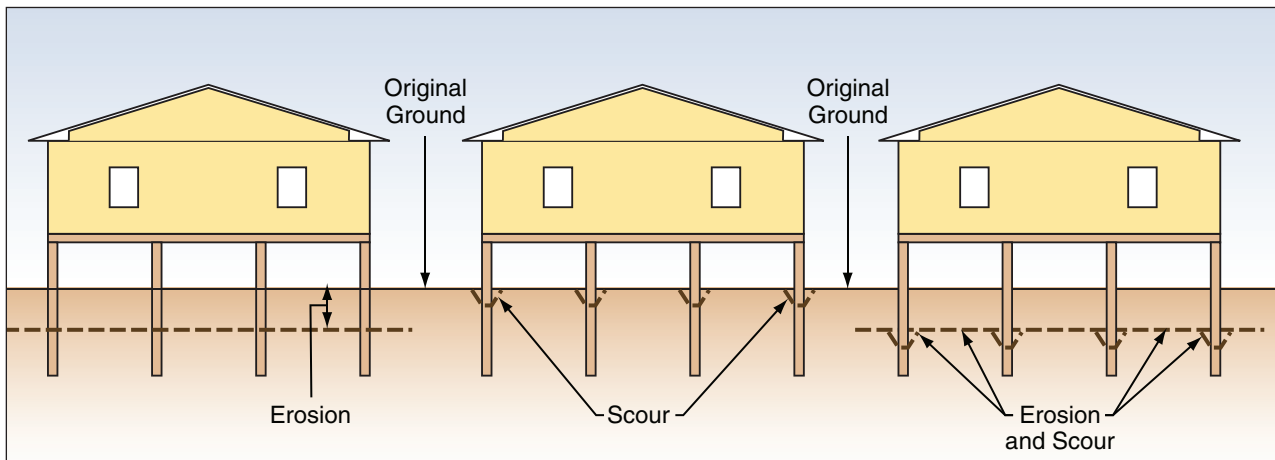 Original
Ground
Original
Ground
Erosion
Scour
Erosion
and Scour